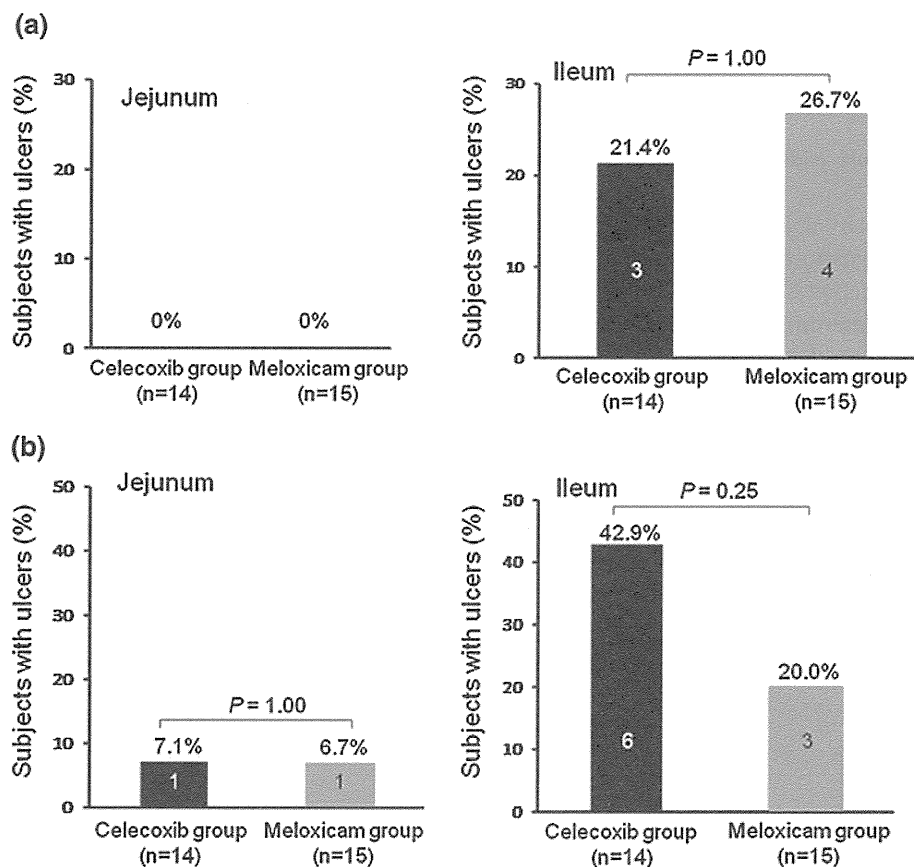 (a)
Subjects with ulcers (%)
30
20
10
0
Jejunum
0%
0%
Celecoxib group
(n=14)
Meloxicam group
(n=15)
Subjects with ulcers (%)
30
20
10
0
Ileum
P = 1.00
21.4%
26.7%
3
4
Celecoxib group
(n=14)
Meloxicam group
(n=15)
(b)
Subjects with ulcers (%)
50
40
30
20
10
0
Jejunum
P = 1.00
7.1%
6.7%
1
1
Celecoxib group
(n=14)
Meloxicam group
(n=15)
Subjects with ulcers (%)
50
40
30
20
10
0
Ileum
P = 0.25
42.9%
20.0%
6
3
Celecoxib group
(n=14)
Meloxicam group
(n=15)